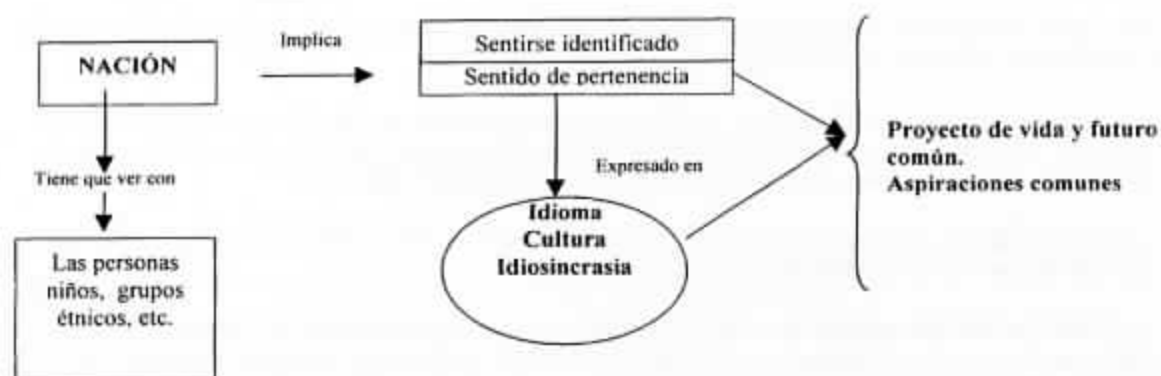 NACIÓN
Implica
Sentirse identificado
Sentido de pertenencia
Tiene que ver con
Las personas
niños, grupos
étnicos, etc.
Expresado en
Idioma
Cultura
Idiosincrasia
Proyecto de vida y futuro
común.
Aspiraciones comunes